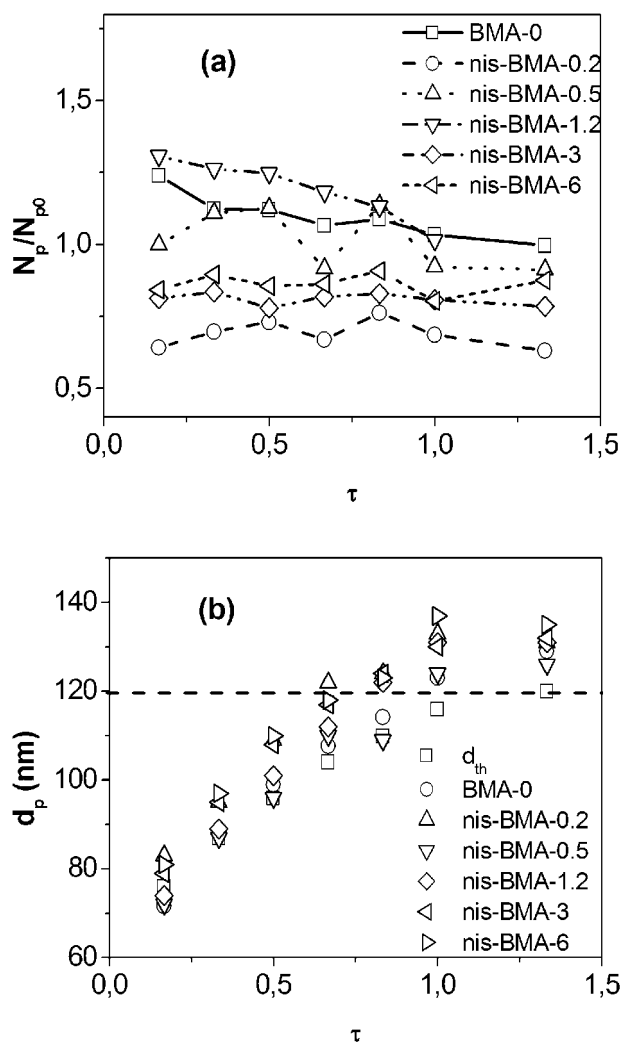 (a)
BMA-0
nis-BMA-0.2
nis-BMA-0.5
nis-BMA-1.2
nis-BMA-3
nis-BMA-6
1,5
1,0
0,5
Np/Np0
0,0 0,5 1,0 1,5
τ
(b)
140
120
100
80
60
dp (nm)
dth
BMA-0
nis-BMA-0.2
nis-BMA-0.5
nis-BMA-1.2
nis-BMA-3
nis-BMA-6
0,0 0,5 1,0 1,5
τ